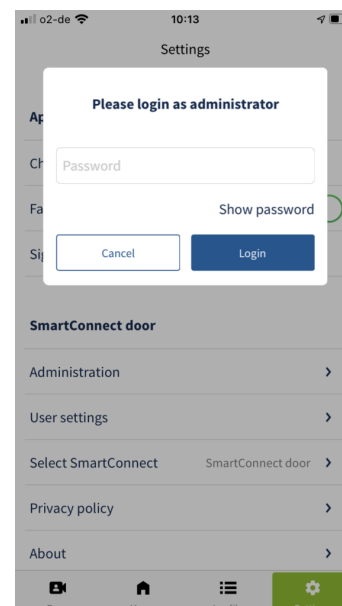 o2-de 10:13
Settings
Please login as administrator
Password
Show password
Cancel Login
SmartConnect door
Administration
User settings
Select SmartConnect SmartConnect door
Privacy policy
About